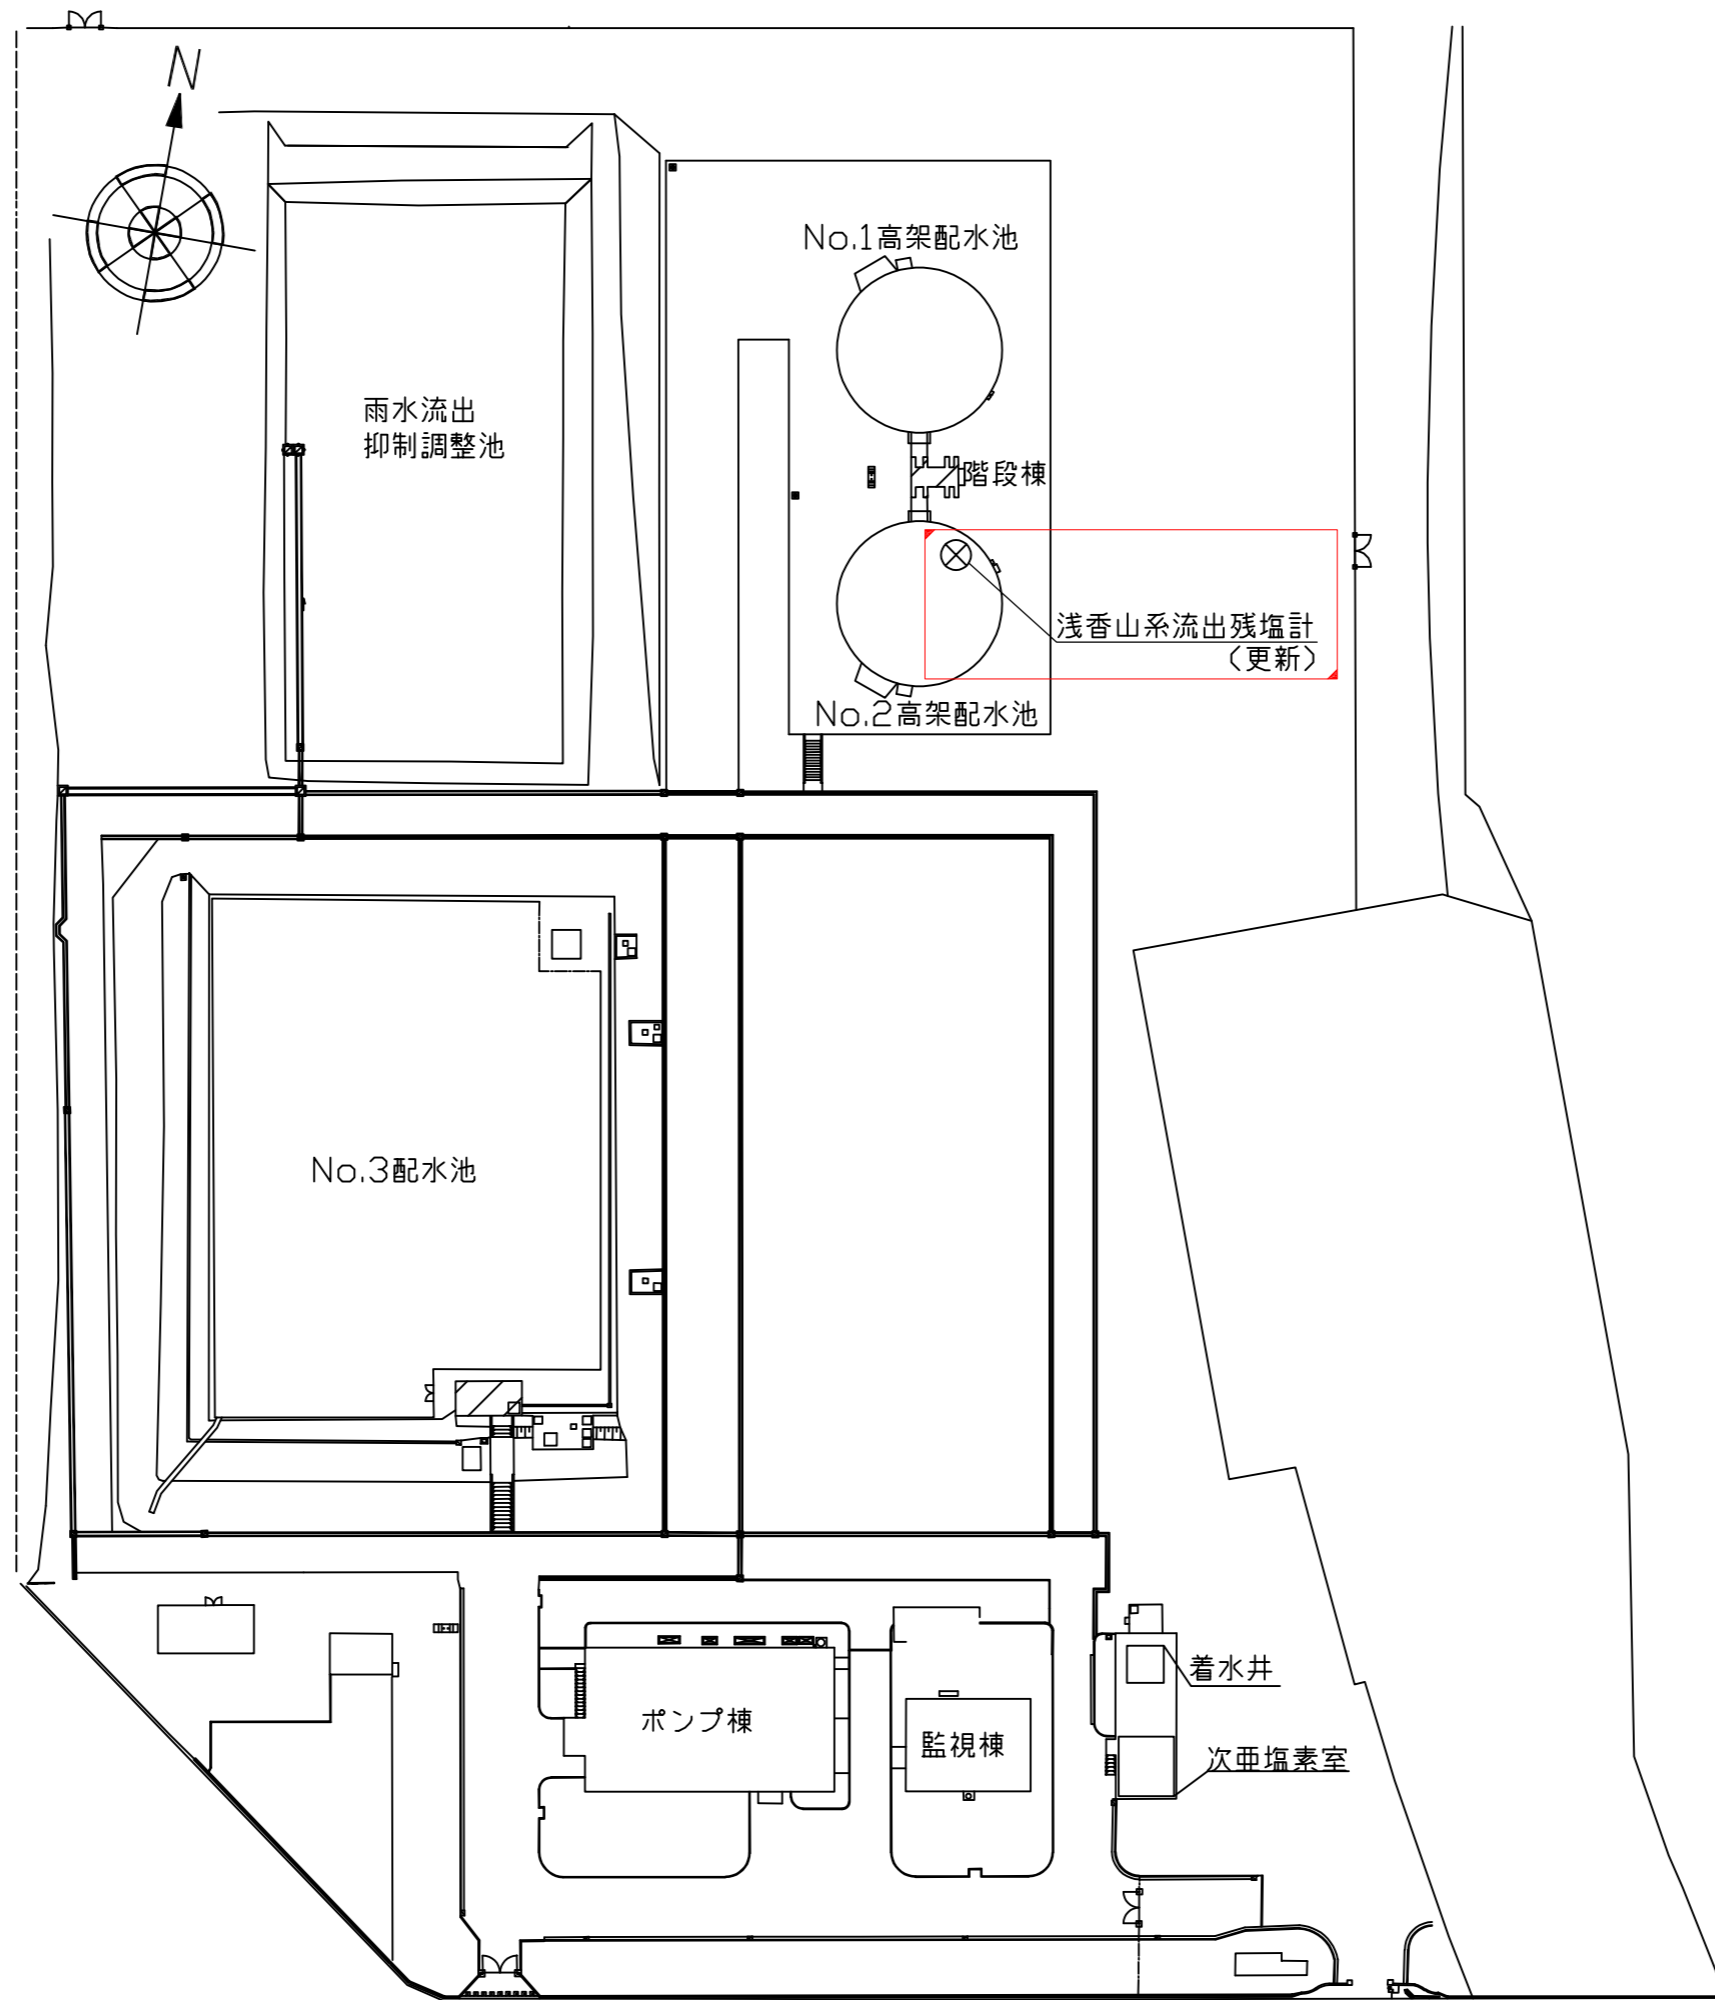 N
No.1高架配水池
雨水流出
抑制調整池
階段棟
浅香山系流出残塩計
（更新）
No.2高架配水池
No.3配水池
着水井
ポンプ棟
監視棟
次亜塩素室